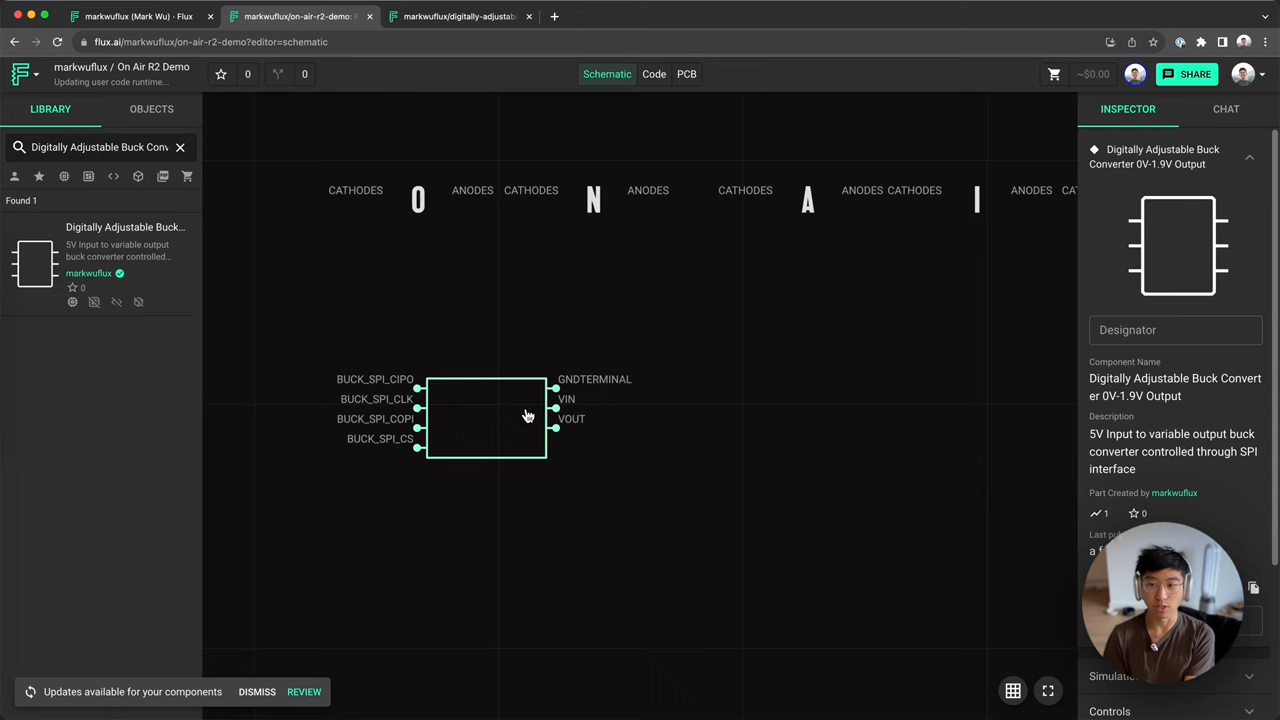 markwuflux (Mark Wu) · Flux
markwuflux/on-air-r2-demo: R
markwuflux/digitally-adjustab
flux.ai/markwuflux/on-air-r2-demo?editor=schematic
markwuflux / On Air R2 Demo
Updating user code runtime...
0
0
Schematic
Code
PCB
~$0.00
SHARE
LIBRARY
OBJECTS
INSPECTOR
CHAT
Digitally Adjustable Buck Conv
Found 1
Digitally Adjustable Buck...
5V Input to variable output
buck converter controlled...
markwuflux
0
CATHODES
O
ANODES
CATHODES
N
ANODES
CATHODES
A
ANODES
CATHODES
I
ANODES
CA
BUCK_SPI_CIPO
BUCK_SPI_CLK
BUCK_SPI_COPI
BUCK_SPI_CS
GNDTERMINAL
VIN
VOUT
Digitally Adjustable Buck
Converter 0V-1.9V Output
Designator
Component Name
Digitally Adjustable Buck Convert
er 0V-1.9V Output
Description
5V Input to variable output buck
converter controlled through SPI
interface
Part Created by markwuflux
1
0
Last pu
a f
Simulati
Controls
Updates available for your components
DISMISS
REVIEW